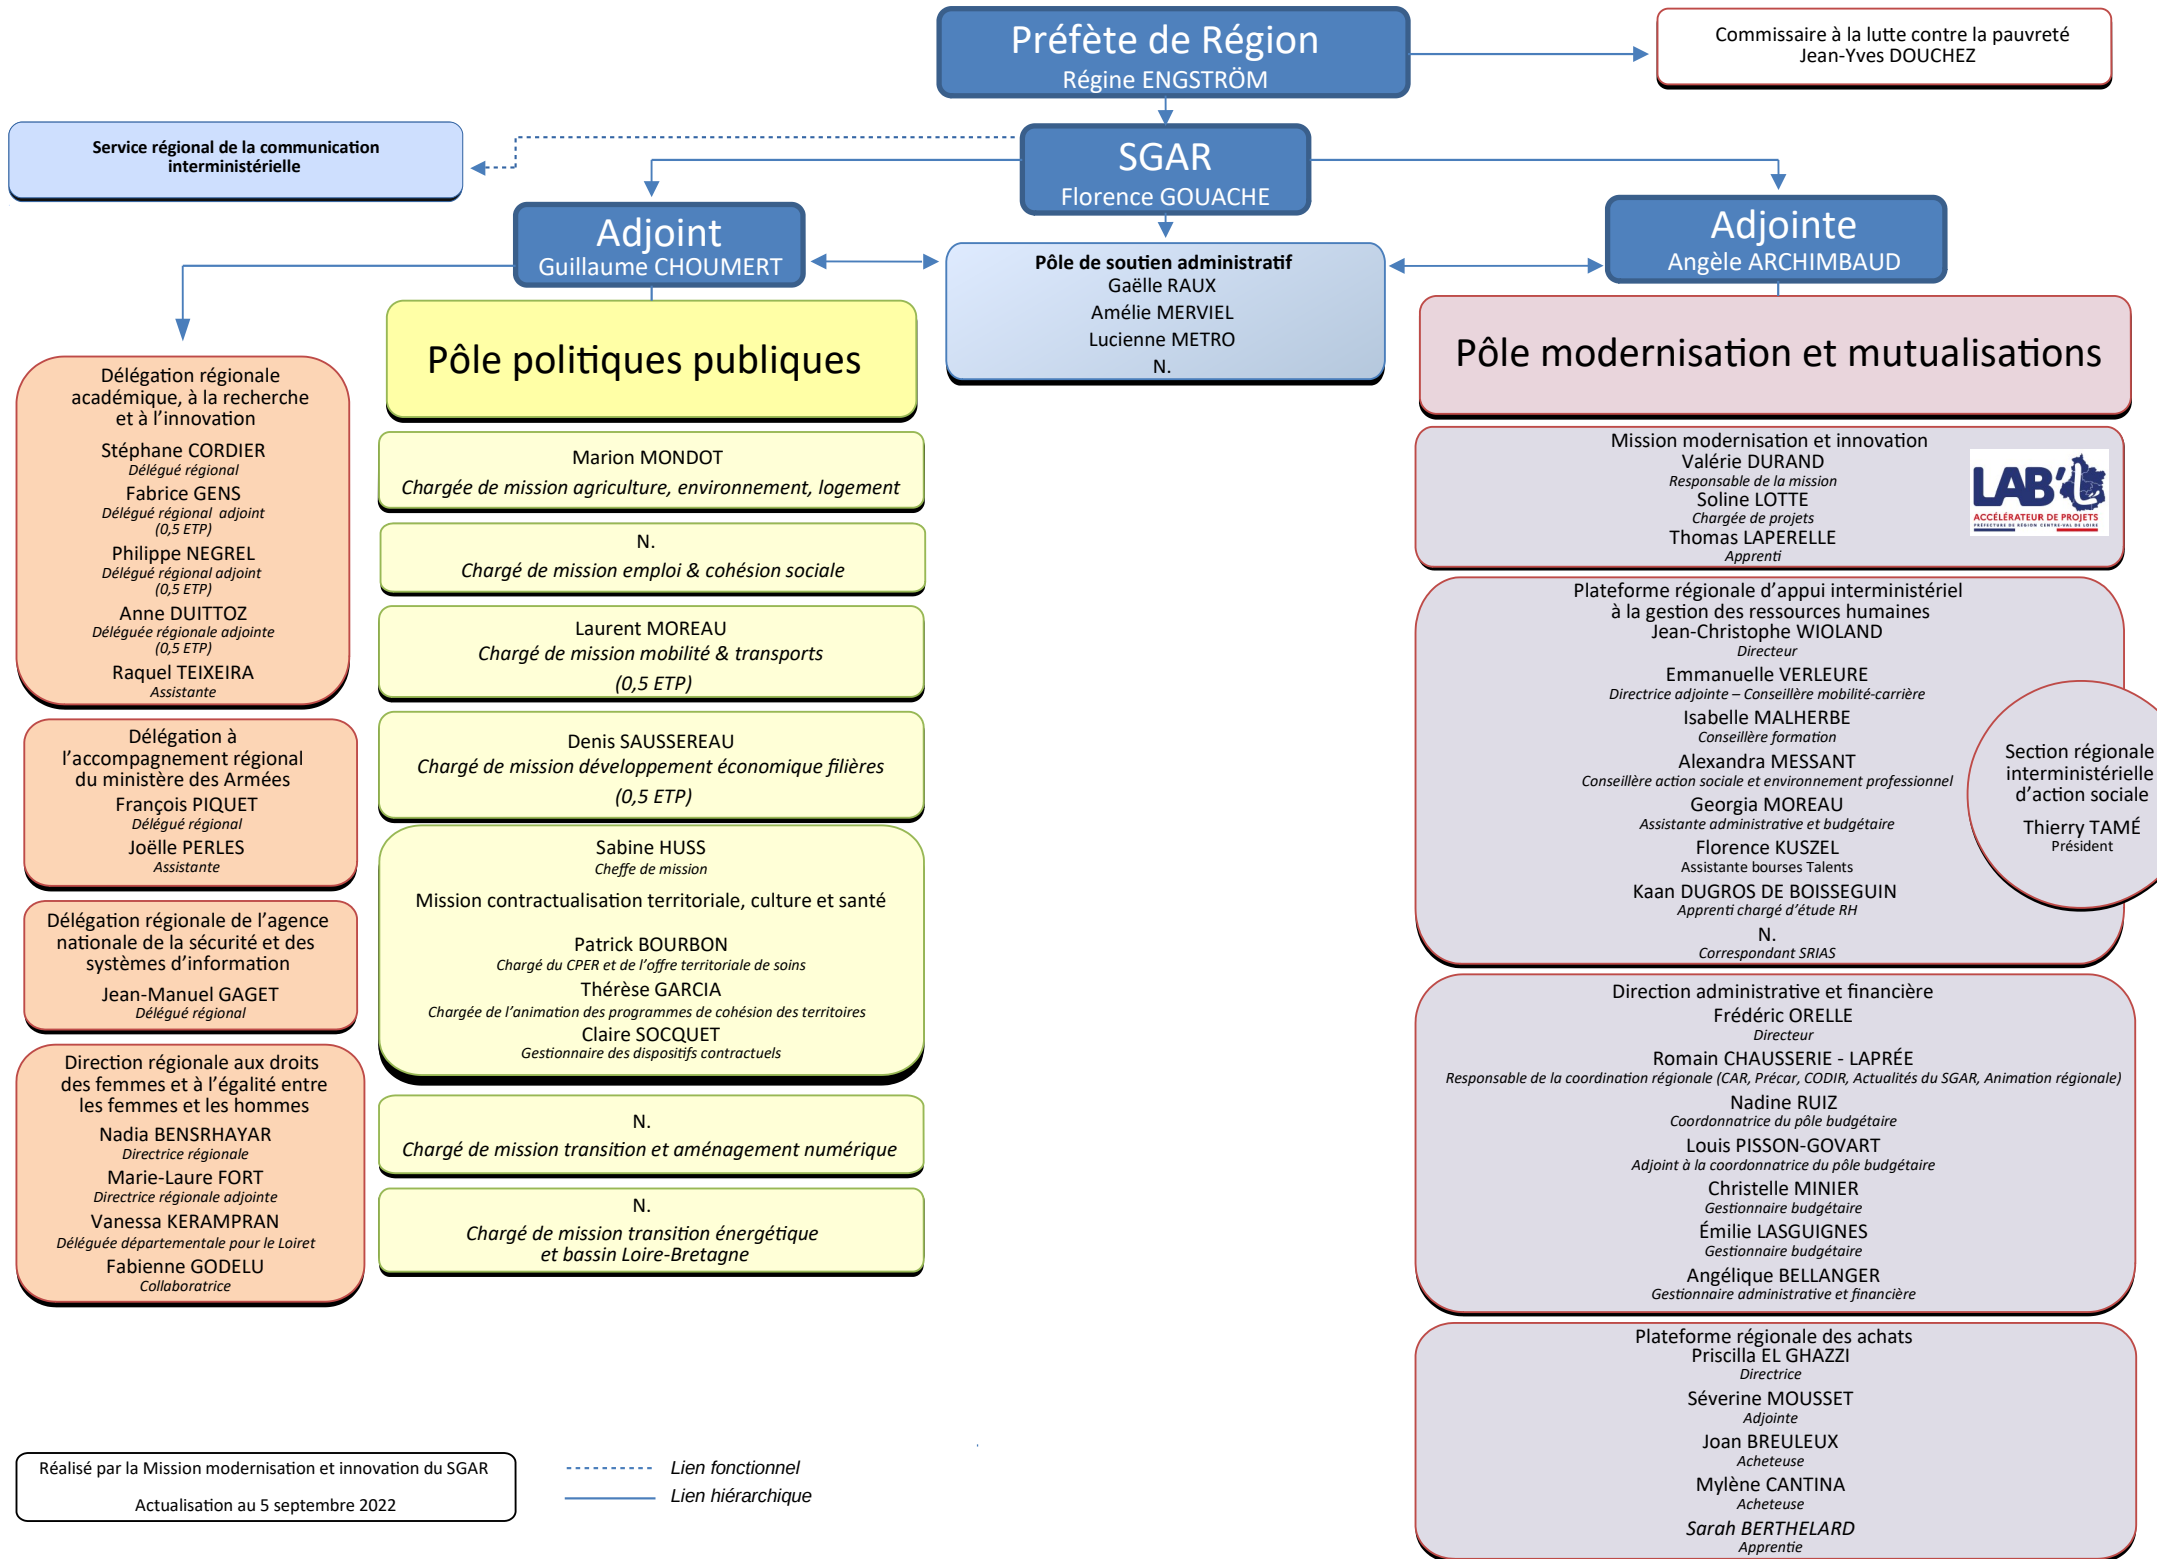 Préfète de Région
Régine ENGSTRÖM
Commissaire à la lutte contre la pauvreté
Jean-Yves DOUCHEZ
Service régional de la communication
interministérielle
SGAR
Florence GOUACHE
Adjoint
Guillaume CHOUMERT
Adjointe
Angèle ARCHIMBAUD
Pôle de soutien administratif
Gaëlle RAUX
Amélie MERVIEL
Lucienne METRO
N.
Délégation régionale
académique, à la recherche
et à l’innovation
Stéphane CORDIER
Délégué régional
Fabrice GENS
Délégué régional adjoint
(0,5 ETP)
Philippe NEGREL
Délégué régional adjoint
(0,5 ETP)
Anne DUITTOZ
Déléguée régionale adjointe
(0,5 ETP)
Raquel TEIXEIRA
Assistante
Délégation à
l’accompagnement régional
du ministère des Armées
François PIQUET
Délégué régional
Joëlle PERLES
Assistante
Délégation régionale de l’agence
nationale de la sécurité et des
systèmes d’information
Jean-Manuel GAGET
Délégué régional
Direction régionale aux droits
des femmes et à l’égalité entre
les femmes et les hommes
Nadia BENSRHAYAR
Directrice régionale
Marie-Laure FORT
Directrice régionale adjointe
Vanessa KERAMPRAN
Déléguée départementale pour le Loiret
Fabienne GODELU
Collaboratrice
Pôle politiques publiques
Marion MONDOT
Chargée de mission agriculture, environnement, logement
N.
Chargé de mission emploi & cohésion sociale
Laurent MOREAU
Chargé de mission mobilité & transports
(0,5 ETP)
Denis SAUSSEREAU
Chargé de mission développement économique filières
(0,5 ETP)
Sabine HUSS
Cheffe de mission
Mission contractualisation territoriale, culture et santé
Patrick BOURBON
Chargé du CPER et de l’offre territoriale de soins
Thérèse GARCIA
Chargée de l’animation des programmes de cohésion des territoires
Claire SOCQUET
Gestionnaire des dispositifs contractuels
N.
Chargé de mission transition et aménagement numérique
N.
Chargé de mission transition énergétique
et bassin Loire-Bretagne
Pôle modernisation et mutualisations
Mission modernisation et innovation
Valérie DURAND
Responsable de la mission
Soline LOTTE
Chargée de projets
Thomas LAPERELLE
Apprenti
LAB'
ACCÉLÉRATEUR DE PROJETS
PRÉFECTURE DE RÉGION CENTRE-VAL DE LOIRE
Plateforme régionale d’appui interministériel
à la gestion des ressources humaines
Jean-Christophe WIOLAND
Directeur
Emmanuelle VERLEURE
Directrice adjointe – Conseillère mobilité-carrière
Isabelle MALHERBE
Conseillère formation
Alexandra MESSANT
Conseillère action sociale et environnement professionnel
Georgia MOREAU
Assistante administrative et budgétaire
Florence KUSZEL
Assistante bourses Talents
Kaan DUGROS DE BOISSEGUIN
Apprenti chargé d’étude RH
N.
Correspondant SRIAS
Section régionale
interministérielle
d’action sociale
Thierry TAMÉ
Président
Direction administrative et financière
Frédéric ORELLE
Directeur
Romain CHAUSSERIE - LAPRÉE
Responsable de la coordination régionale (CAR, Précar, CODIR, Actualités du SGAR, Animation régionale)
Nadine RUIZ
Coordonnatrice du pôle budgétaire
Louis PISSON-GOVART
Adjoint à la coordonnatrice du pôle budgétaire
Christelle MINIER
Gestionnaire budgétaire
Émilie LASGUIGNES
Gestionnaire budgétaire
Angélique BELLANGER
Gestionnaire administrative et financière
Plateforme régionale des achats
Priscilla EL GHAZZI
Directrice
Séverine MOUSSET
Adjointe
Joan BREULEUX
Acheteuse
Mylène CANTINA
Acheteuse
Sarah BERTHELARD
Apprentie
Réalisé par la Mission modernisation et innovation du SGAR
Actualisation au 5 septembre 2022
Lien fonctionnel
Lien hiérarchique